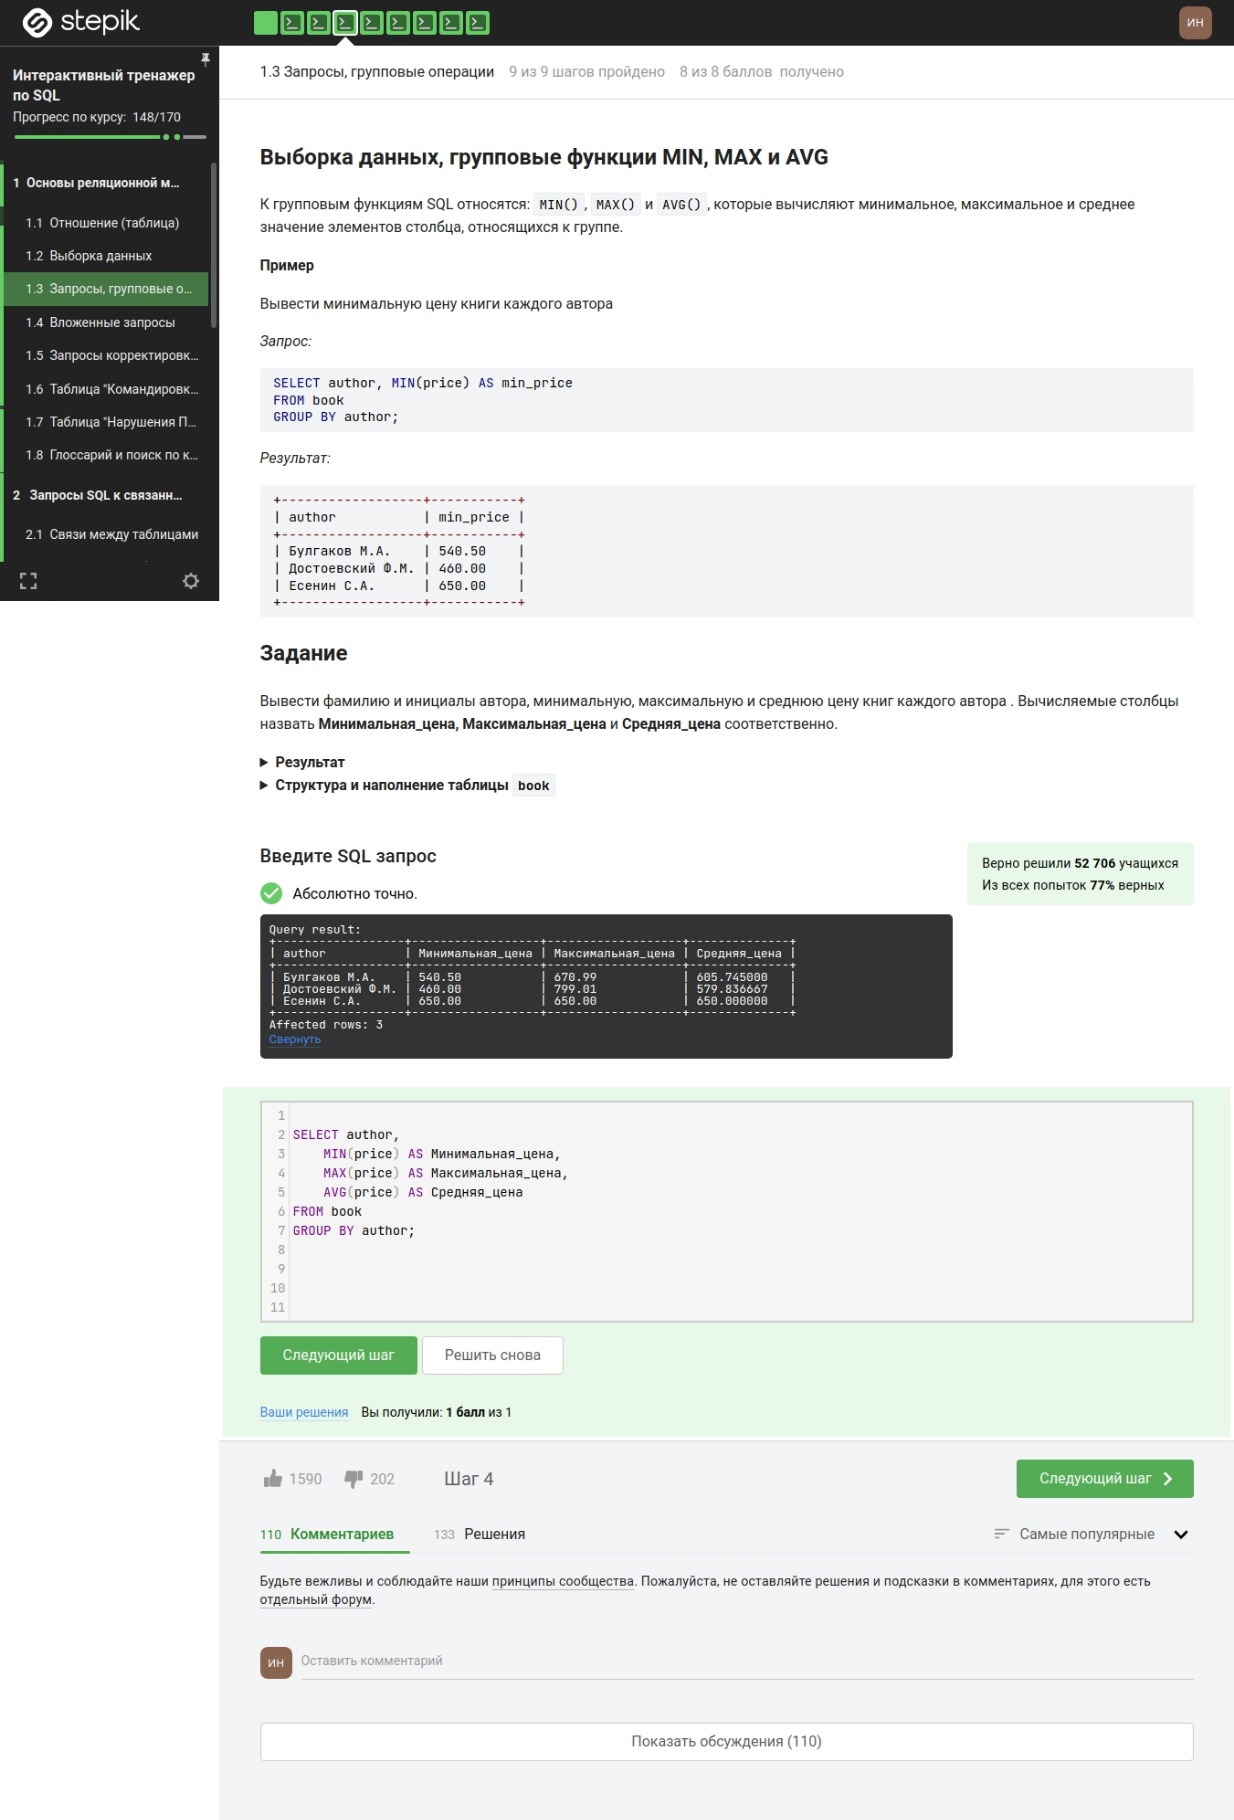 stepik
ИН
Интерактивный тренажер
по SQL
Прогресс по курсу: 148/170
1 Основы реляционной м...
1.1 Отношение (таблица)
1.2 Выборка данных
1.3 Запросы, групповые о...
1.4 Вложенные запросы
1.5 Запросы корректировк...
1.6 Таблица "Командировк...
1.7 Таблица "Нарушения П...
1.8 Глоссарий и поиск по к...
2 Запросы SQL к связанн...
2.1 Связи между таблицами
1.3 Запросы, групповые операции 9 из 9 шагов пройдено 8 из 8 баллов получено
Выборка данных, групповые функции MIN, MAX и AVG
К групповым функциям SQL относятся: MIN(), MAX() и AVG(), которые вычисляют минимальное, максимальное и среднее
значение элементов столбца, относящихся к группе.
Пример
Вывести минимальную цену книги каждого автора
Запрос:
SELECT author, MIN(price) AS min_price
FROM book
GROUP BY author;
Результат:
+------------------+-----------+
| author           | min_price |
+------------------+-----------+
| Булгаков М.А.    | 540.50    |
| Достоевский Ф.М. | 460.00    |
| Есенин С.А.      | 650.00    |
+------------------+-----------+
Задание
Вывести фамилию и инициалы автора, минимальную, максимальную и среднюю цену книг каждого автора . Вычисляемые столбцы
назвать Минимальная_цена, Максимальная_цена и Средняя_цена соответственно.
▶ Результат
▶ Структура и наполнение таблицы book
Введите SQL запрос
Абсолютно точно.
Верно решили 52 706 учащихся
Из всех попыток 77% верных
Query result:
+------------------+------------------+-------------------+--------------+
| author           | Минимальная_цена | Максимальная_цена | Средняя_цена |
+------------------+------------------+-------------------+--------------+
| Булгаков М.А.    | 540.50           | 670.99            | 605.745000   |
| Достоевский Ф.М. | 460.00           | 799.01            | 579.836667   |
| Есенин С.А.      | 650.00           | 650.00            | 650.000000   |
+------------------+------------------+-------------------+--------------+
Affected rows: 3
Свернуть
1
2 SELECT author,
3     MIN(price) AS Минимальная_цена,
4     MAX(price) AS Максимальная_цена,
5     AVG(price) AS Средняя_цена
6 FROM book
7 GROUP BY author;
8
9
10
11
Следующий шаг Решить снова
Ваши решения Вы получили: 1 балл из 1
1590 202 Шаг 4 Следующий шаг
110 Комментариев 133 Решения Самые популярные
Будьте вежливы и соблюдайте наши принципы сообщества. Пожалуйста, не оставляйте решения и подсказки в комментариях, для этого есть
отдельный форум.
ИН Оставить комментарий
Показать обсуждения (110)